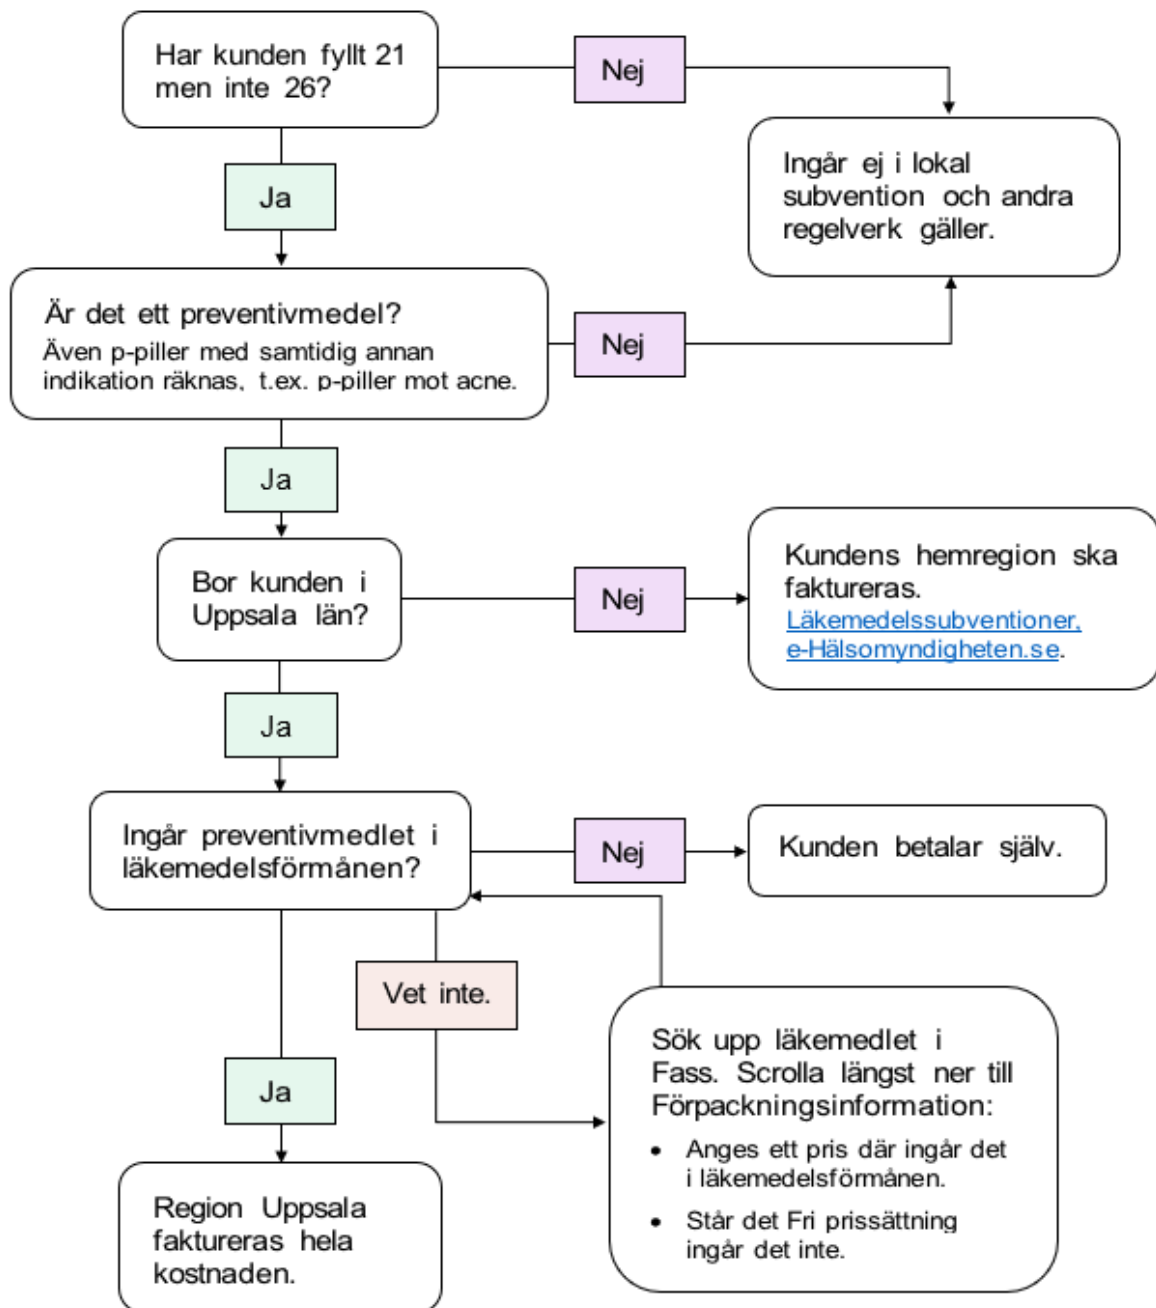 Har kunden fyllt 21
men inte 26?
Nej
Ja
Ingår ej i lokal
subvention och andra
regelverk gäller.
Är det ett preventivmedel?
Även p-piller med samtidig annan
indikation räknas, t.ex. p-piller mot acne.
Nej
Ja
Bor kunden i
Uppsala län?
Nej
Kundens hemregion ska
faktureras.
Läkemedelssubventioner,
e-Hälsomyndigheten.se.
Ja
Ingår preventivmedlet i
läkemedelsförmånen?
Nej
Kunden betalar själv.
Vet inte.
Sök upp läkemedlet i
Fass. Scrolla längst ner till
Förpackningsinformation:
• Anges ett pris där ingår det
i läkemedelsförmånen.
• Står det Fri prissättning
ingår det inte.
Ja
Region Uppsala
faktureras hela
kostnaden.